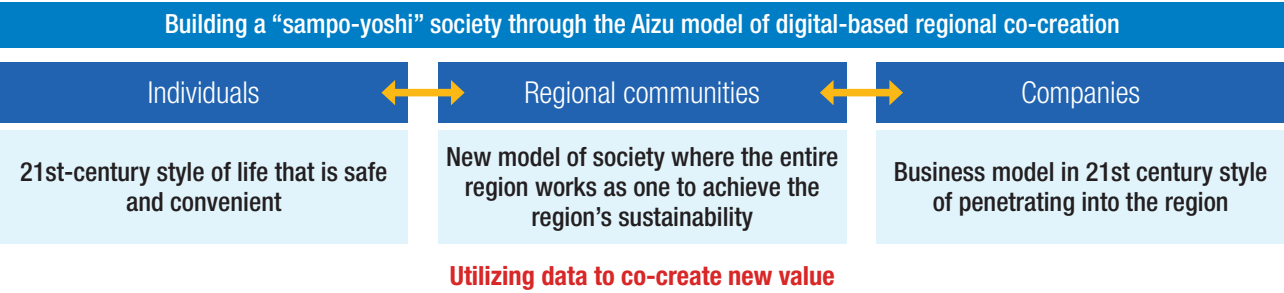 Building a “sampo-yoshi” society through the Aizu model of digital-based regional co-creation
Individuals
Regional communities
Companies
21st-century style of life that is safe
and convenient
New model of society where the entire
region works as one to achieve the
region’s sustainability
Business model in 21st century style
of penetrating into the region
Utilizing data to co-create new value